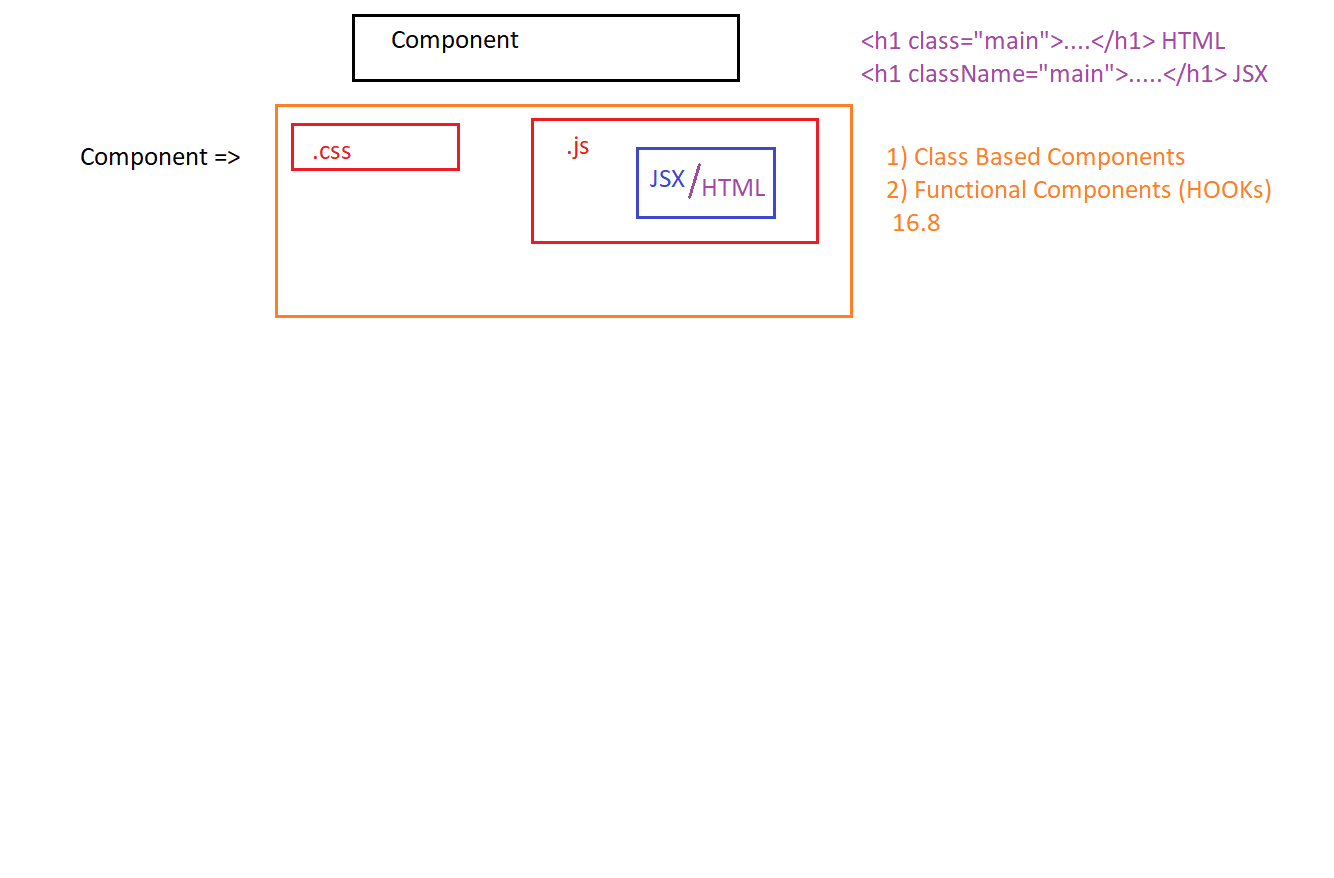 Component
<h1 class="main">....</h1> HTML
<h1 className="main">.....</h1> JSX
Component =>
.css
.js
JSX/HTML
1) Class Based Components
2) Functional Components (HOOKs)
16.8